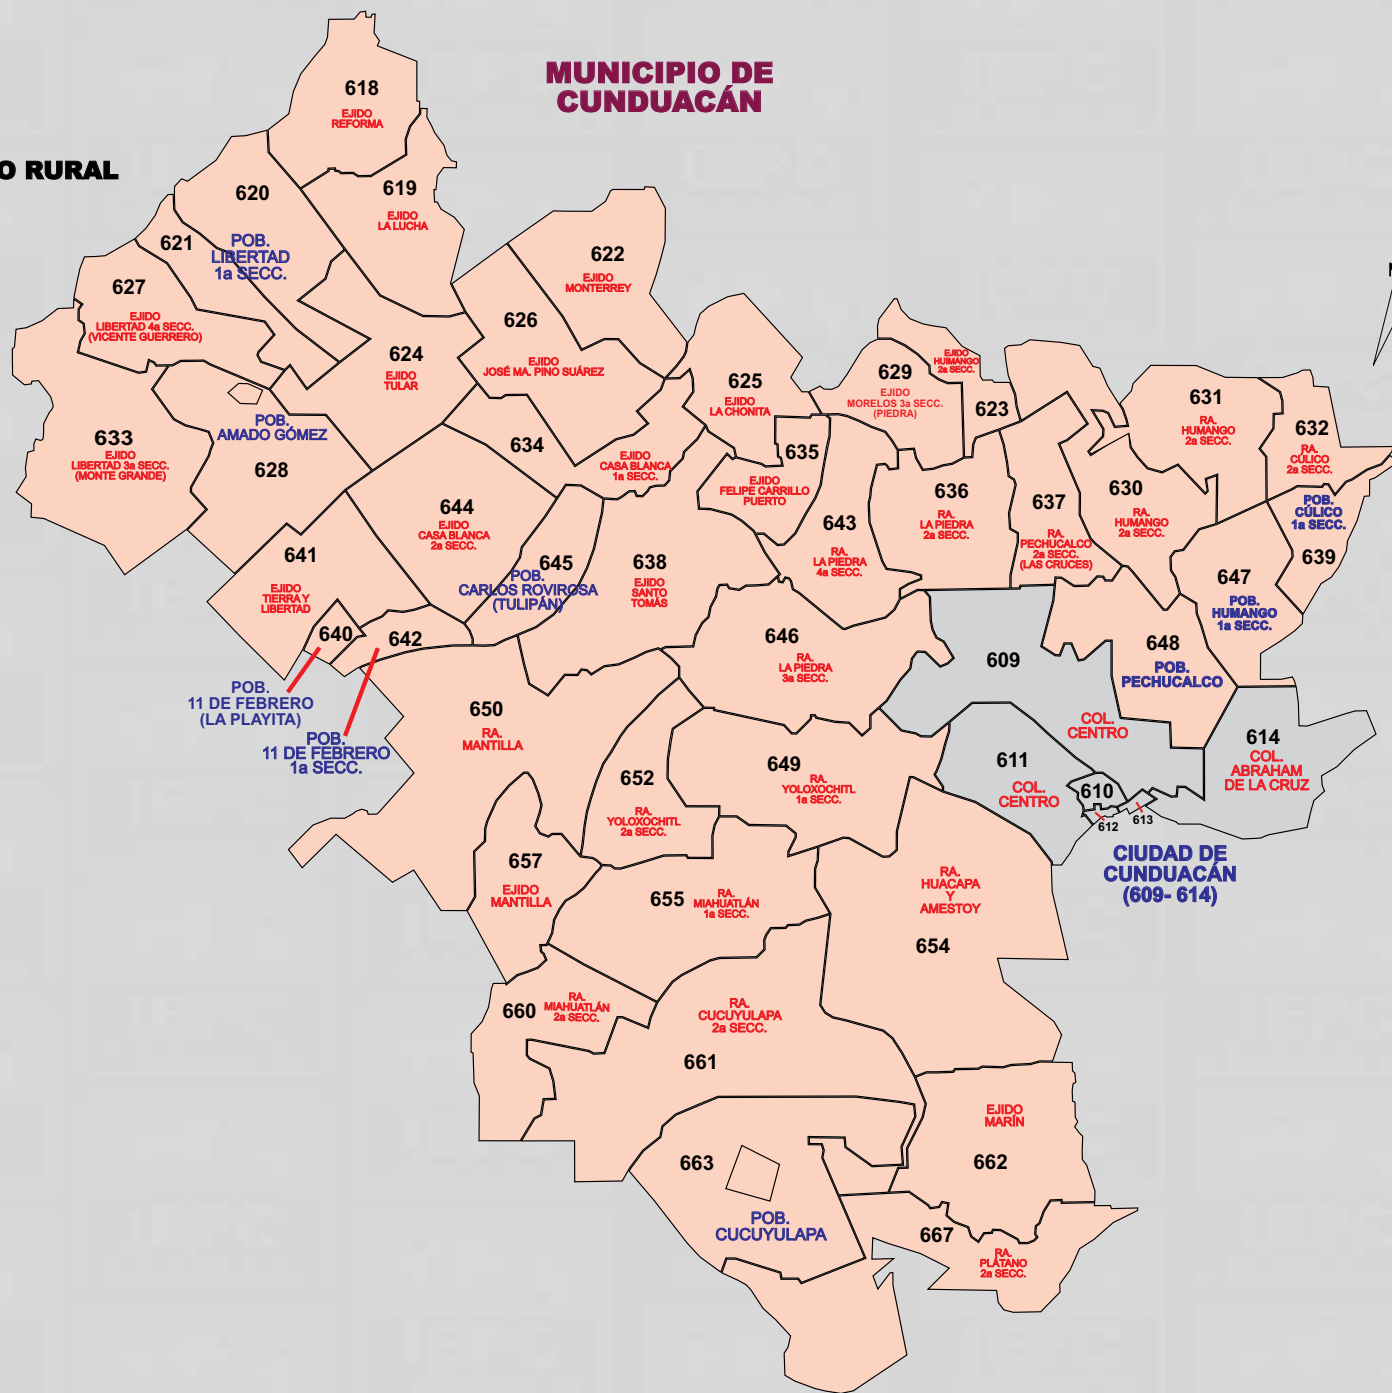 MUNICIPIO DE
CUNDUACÁN
O RURAL
618
EJIDO
REFORMA
619
EJIDO
LA LUCHA
620
POB.
LIBERTAD
1a SECC.
621
622
EJIDO
MONTERREY
627
EJIDO
LIBERTAD 4a SECC.
(VICENTE GUERRERO)
626
EJIDO
JOSÉ MA. PINO SUÁREZ
624
EJIDO
TULAR
625
EJIDO
LA CHONITA
629
EJIDO
MORELOS 3a SECC.
(PIEDRA)
EJIDO
HUIMANGO
2a SECC.
623
631
RA.
HUMANGO
2a SECC.
632
RA.
CÚLICO
2a SECC.
633
EJIDO
LIBERTAD 3a SECC.
(MONTE GRANDE)
POB.
AMADO GÓMEZ
628
634
EJIDO
CASA BLANCA
1a SECC.
635
EJIDO
FELIPE CARRILLO
PUERTO
636
RA.
LA PIEDRA
2a SECC.
637
RA.
PECHUCALCO
2a SECC.
(LAS CRUCES)
630
RA.
HUMANGO
2a SECC.
POB.
CÚLICO
1a SECC.
639
644
EJIDO
CASA BLANCA
2a SECC.
643
RA.
LA PIEDRA
4a SECC.
641
EJIDO
TIERRA Y
LIBERTAD
645
POB.
CARLOS ROVIROSA
(TULIPÁN)
638
EJIDO
SANTO
TOMÁS
647
POB.
HUMANGO
1a SECC.
640
642
646
RA.
LA PIEDRA
3a SECC.
609
648
POB.
PECHUCALCO
POB.
11 DE FEBRERO
(LA PLAYITA)
POB.
11 DE FEBRERO
1a SECC.
650
RA.
MANTILLA
COL.
CENTRO
614
COL.
ABRAHAM
DE LA CRUZ
652
RA.
YOLOXOCHITL
2a SECC.
649
RA.
YOLOXOCHITL
1a SECC.
611
COL.
CENTRO
610
612
613
CIUDAD DE
CUNDUACÁN
(609- 614)
657
EJIDO
MANTILLA
655
RA.
MIAHUATLÁN
1a SECC.
RA.
HUACAPA
Y
AMESTOY
654
660
RA.
MIAHUATLÁN
2a SECC.
RA.
CUCUYULAPA
2a SECC.
661
EJIDO
MARÍN
662
663
POB.
CUCUYULAPA
667
RA.
PLÁTANO
2a SECC.